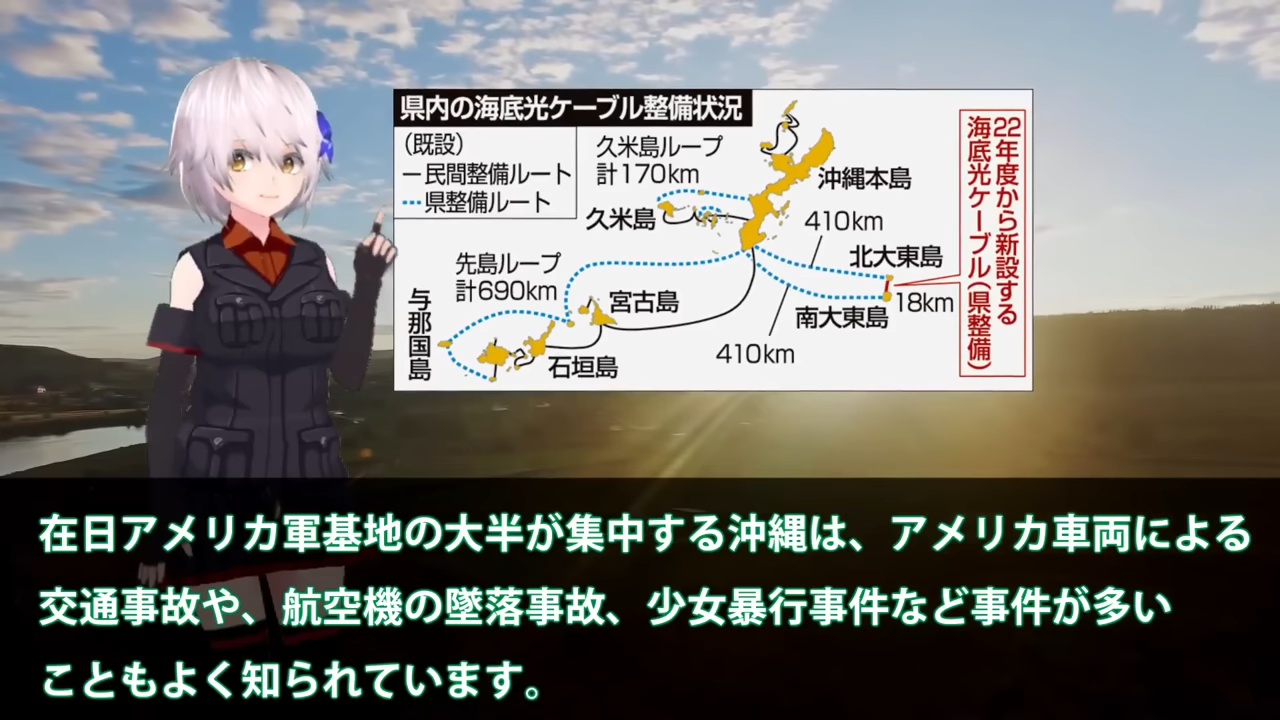 県内の海底光ケーブル整備状況
（既設）
民間整備ルート
県整備ルート
久米島ループ
計170km
沖縄本島
久米島
410km
北大東島
先島ループ
計690km
宮古島
18km
南大東島
与那国島
410km
石垣島
22年度から新設する
海底光ケーブル（県整備）
在日アメリカ軍基地の大半が集中する沖縄は、アメリカ車両による
交通事故や、航空機の墜落事故、少女暴行事件など事件が多い
こともよく知られています。